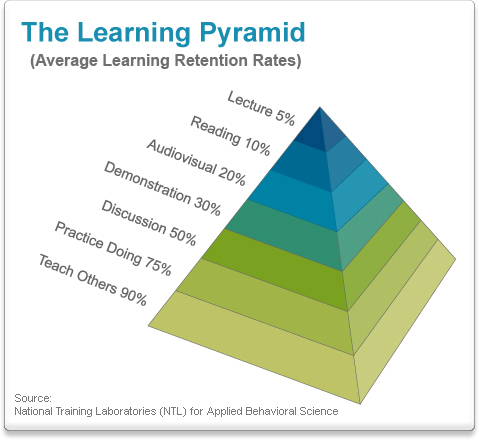 The Learning Pyramid
(Average Learning Retention Rates)
Lecture 5%
Reading 10%
Audiovisual 20%
Demonstration 30%
Discussion 50%
Practice Doing 75%
Teach Others 90%
Source:
National Training Laboratories (NTL) for Applied Behavioral Science